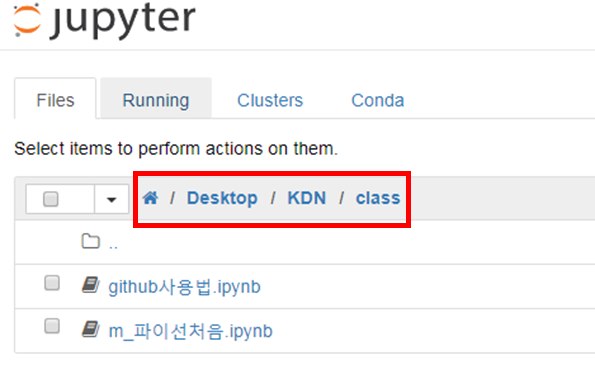 jupyter
Files Running Clusters Conda
Select items to perform actions on them.
/ Desktop / KDN / class
..
github사용법.ipynb
m_파이선처음.ipynb